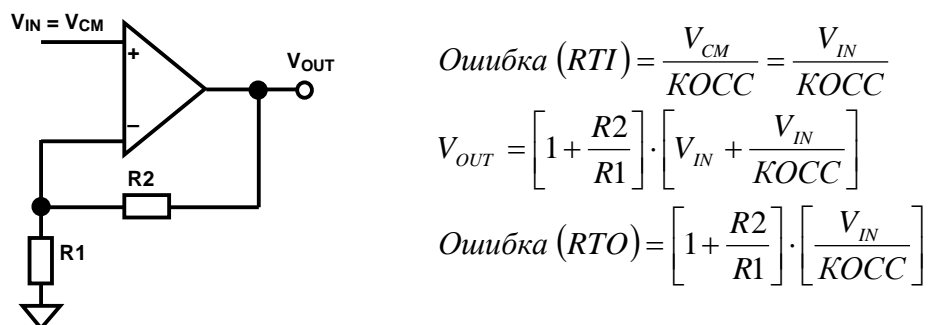 V_IN = V_CM
+
V_OUT
−
R2
R1
Ошибка (RTI) = V_CM / КОСС = V_IN / КОСС
V_OUT = [1 + R2 / R1] · [V_IN + V_IN / КОСС]
Ошибка (RTO) = [1 + R2 / R1] · [V_IN / КОСС]